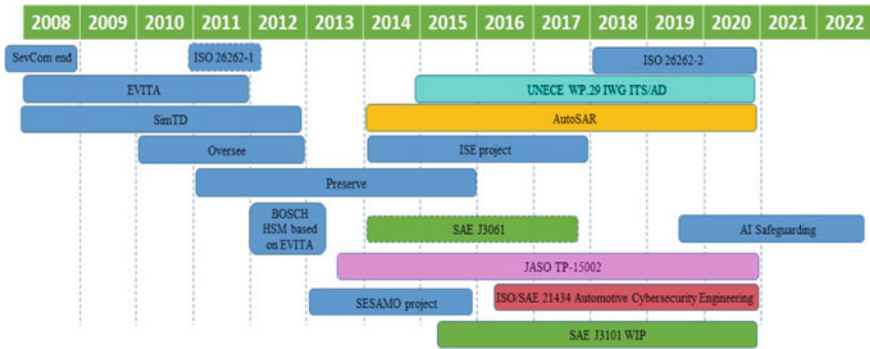 2008 2009 2010 2011 2012 2013 2014 2015 2016 2017 2018 2019 2020 2021 2022
SevCom end ISO 26262-1 ISO 26262-2
EVITA UNECE WP.29 IWG ITS/AD
SimTD AutoSAR
Oversee ISE project
Preserve
BOSCH
HSM based
on EVITA
SAE J3061 AI Safeguarding
JASO TP-15002
SESAMO project ISO/SAE 21434 Automotive Cybersecurity Engineering
SAE J3101 WIP